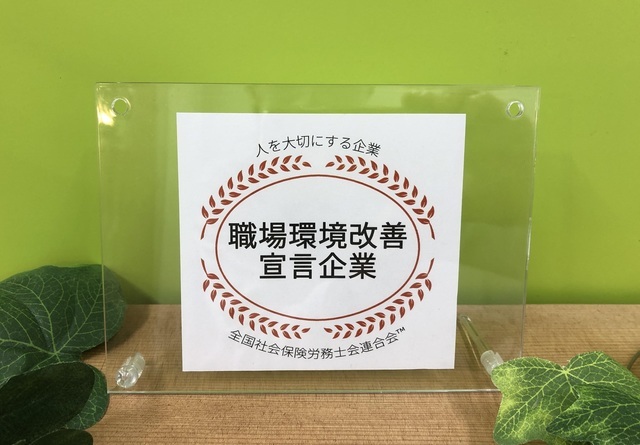 人を大切にする企業
職場環境改善
宣言企業
全国社会保険労務士会連合会™